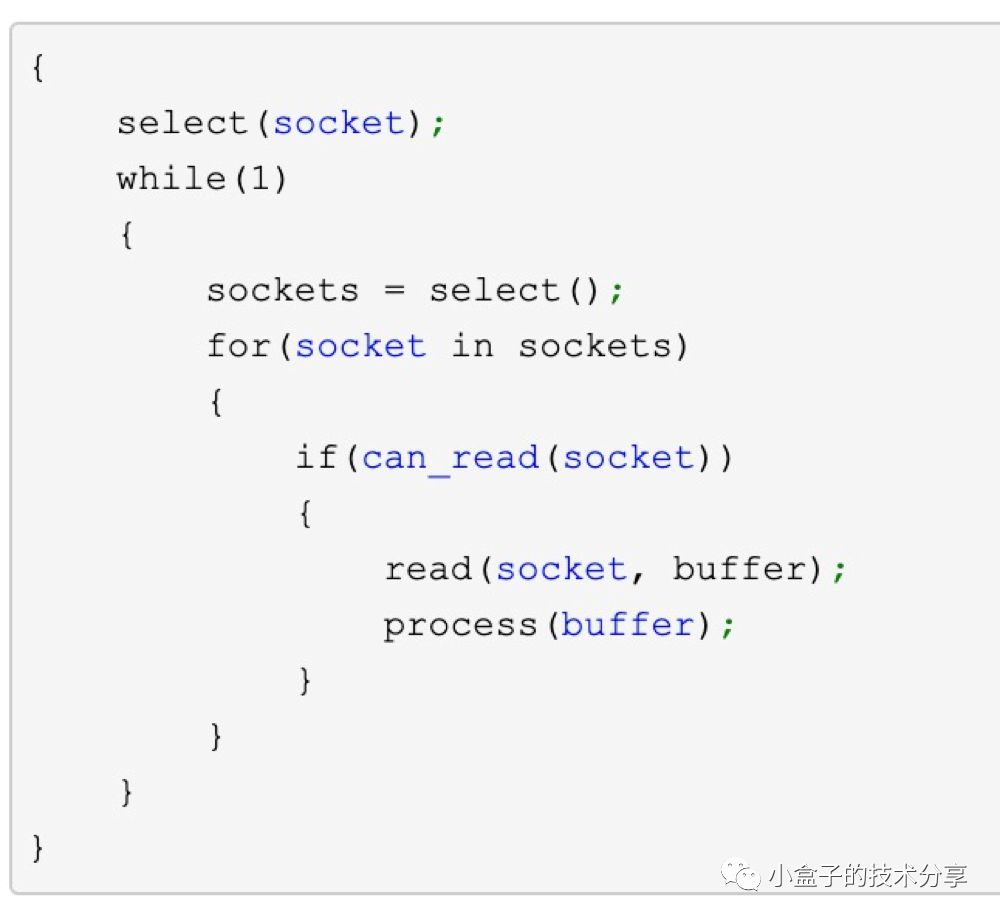 {
select(socket);
while(1)
{
sockets = select();
for(socket in sockets)
{
if(can_read(socket))
{
read(socket, buffer);
process(buffer);
}
}
}
}
小盒子的技术分享